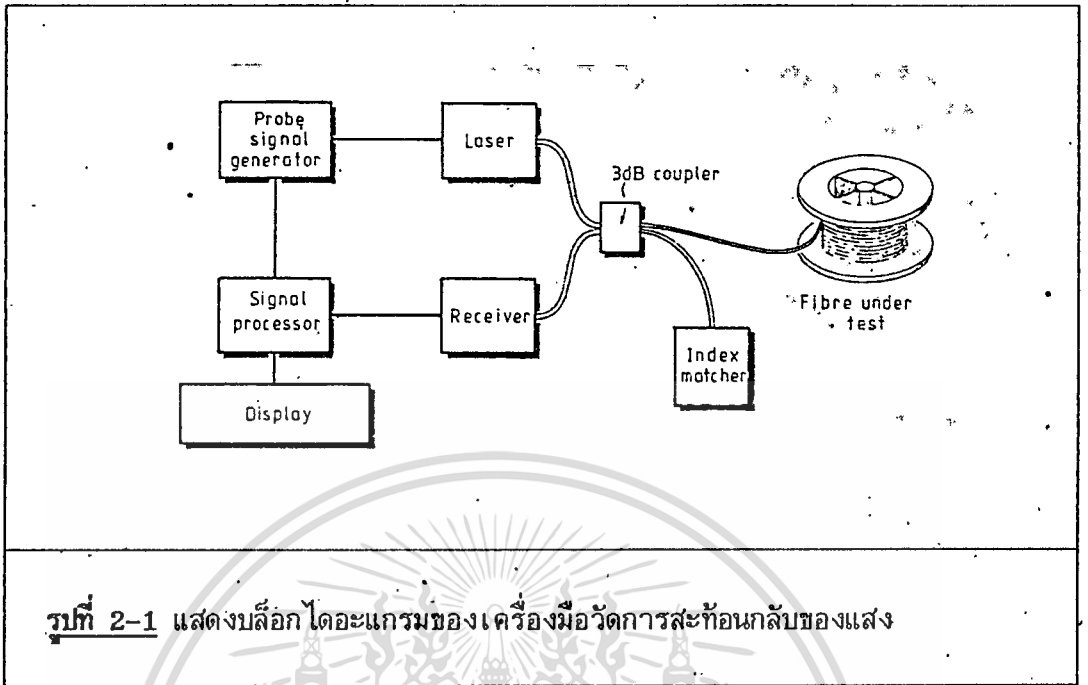 Probe
signal
generator
Laser
3dB coupler
Signal
processor
Receiver
Fibre under
test
Index
matcher
Display
รูปที่ 2-1 แสดงบล็อกไดอะแกรมของเครื่องมือวัดการสะท้อนกลับของแสง